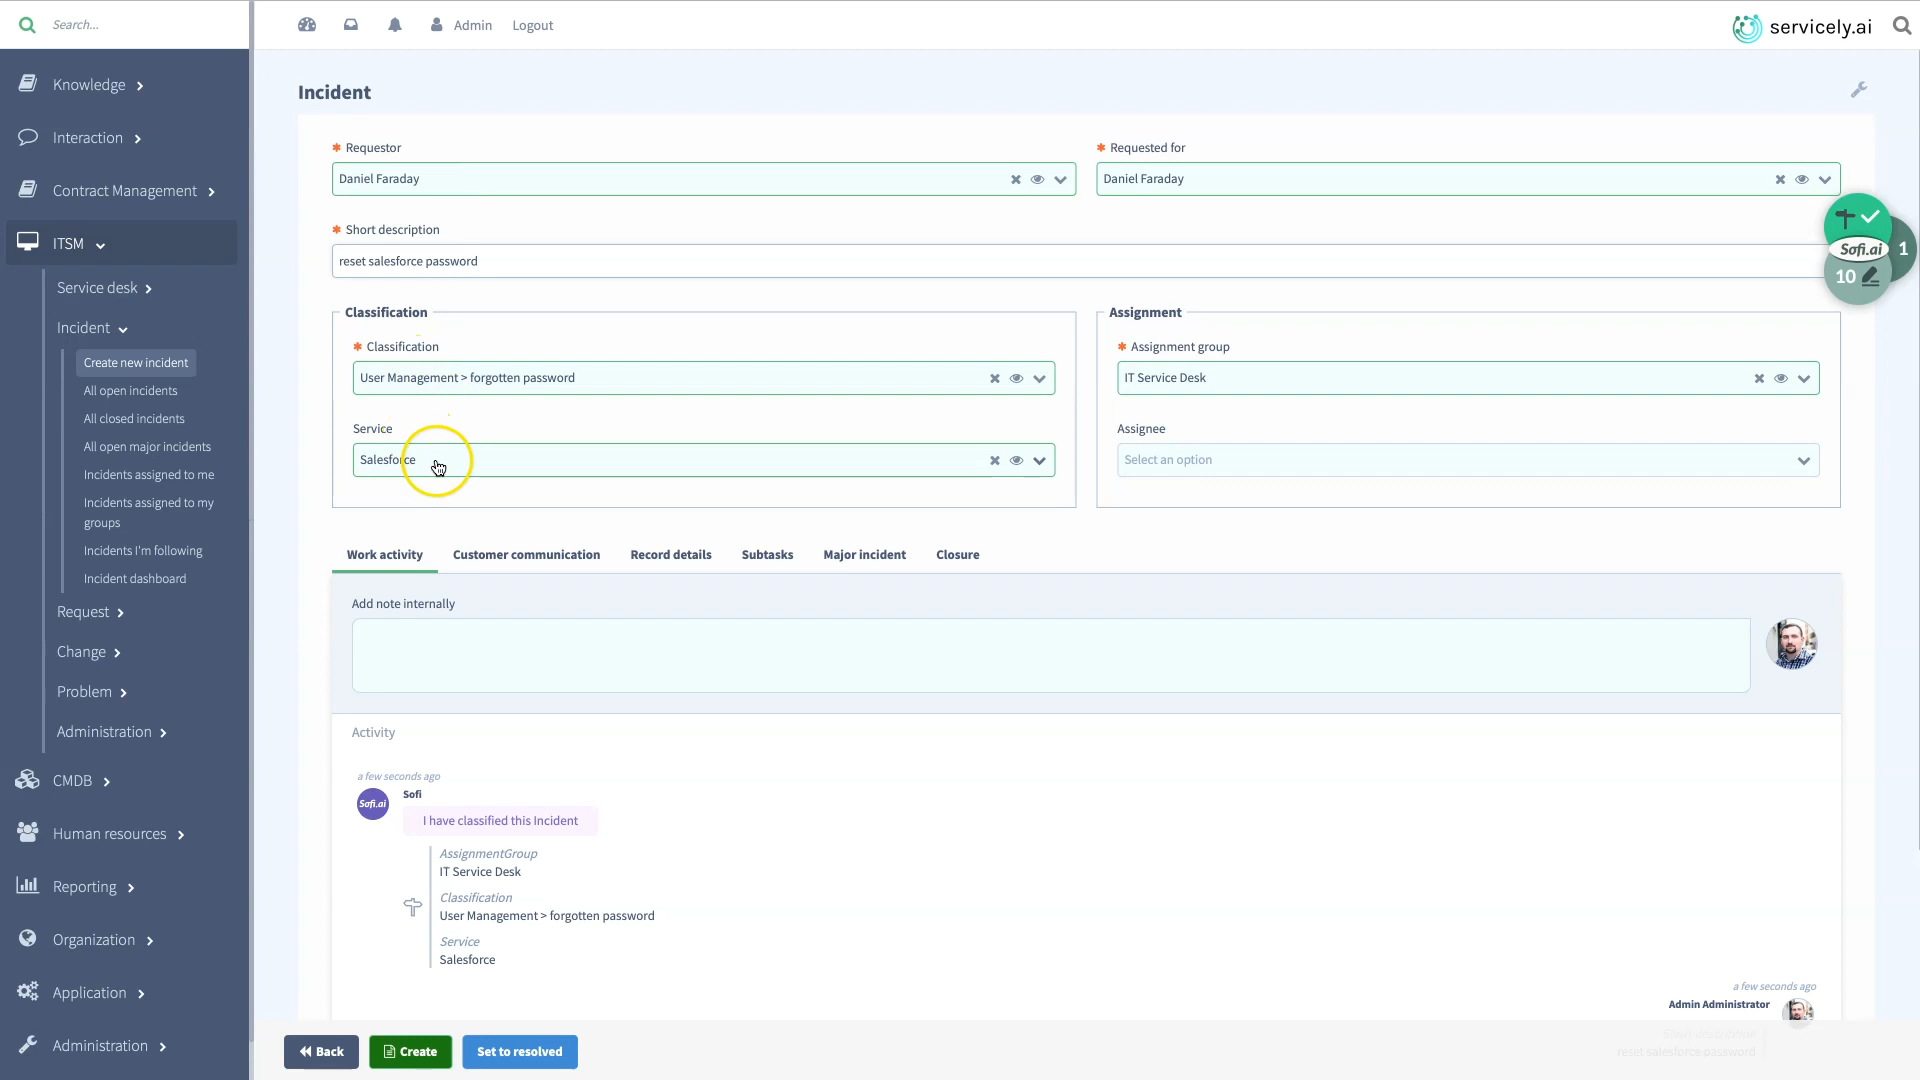 Search...
Admin
Logout
servicely.ai
Knowledge
Interaction
Contract Management
ITSM
Service desk
Incident
Create new incident
All open incidents
All closed incidents
All open major incidents
Incidents assigned to me
Incidents assigned to my
groups
Incidents I'm following
Incident dashboard
Request
Change
Problem
Administration
CMDB
Human resources
Reporting
Organization
Application
Administration
Incident
* Requestor
Daniel Faraday
* Requested for
Daniel Faraday
* Short description
reset salesforce password
Sofi.ai
1
10
Classification
* Classification
User Management > forgotten password
Service
Salesforce
Assignment
* Assignment group
IT Service Desk
Assignee
Select an option
Work activity
Customer communication
Record details
Subtasks
Major incident
Closure
Add note internally
Activity
a few seconds ago
Sofi.ai
Sofi
I have classified this Incident
AssignmentGroup
IT Service Desk
Classification
User Management > forgotten password
Service
Salesforce
a few seconds ago
Admin Administrator
Short description
reset salesforce password
Back
Create
Set to resolved